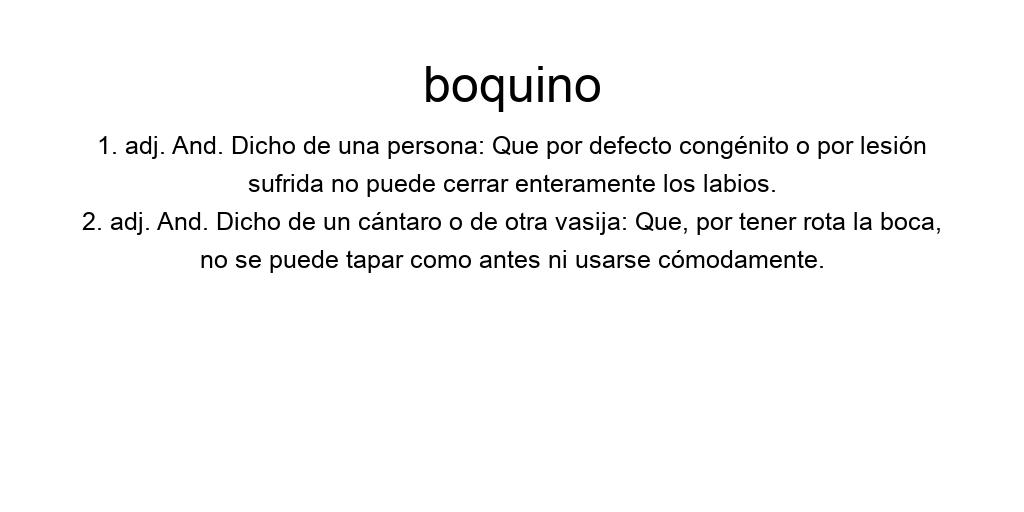 boquino
1. adj. And. Dicho de una persona: Que por defecto congénito o por lesión
sufrida no puede cerrar enteramente los labios.
2. adj. And. Dicho de un cántaro o de otra vasija: Que, por tener rota la boca,
no se puede tapar como antes ni usarse cómodamente.